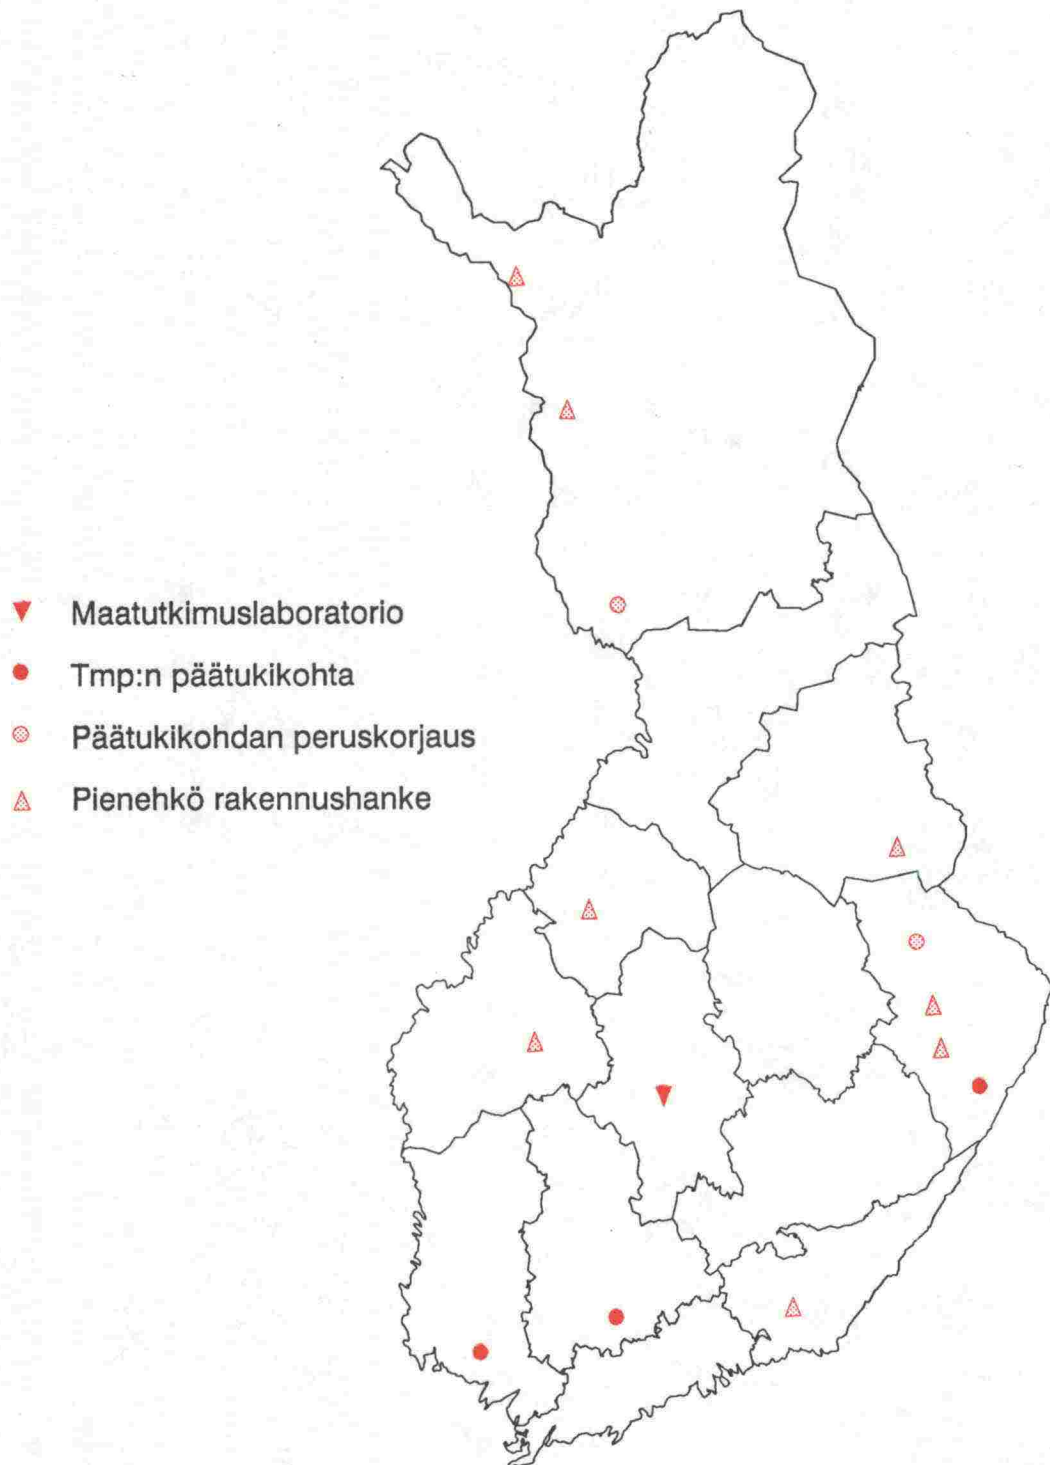 Maatutkimuslaboratorio
Tmp:n päätukikohta
Päätukikohdan peruskorjaus
Pienehkö rakennushanke